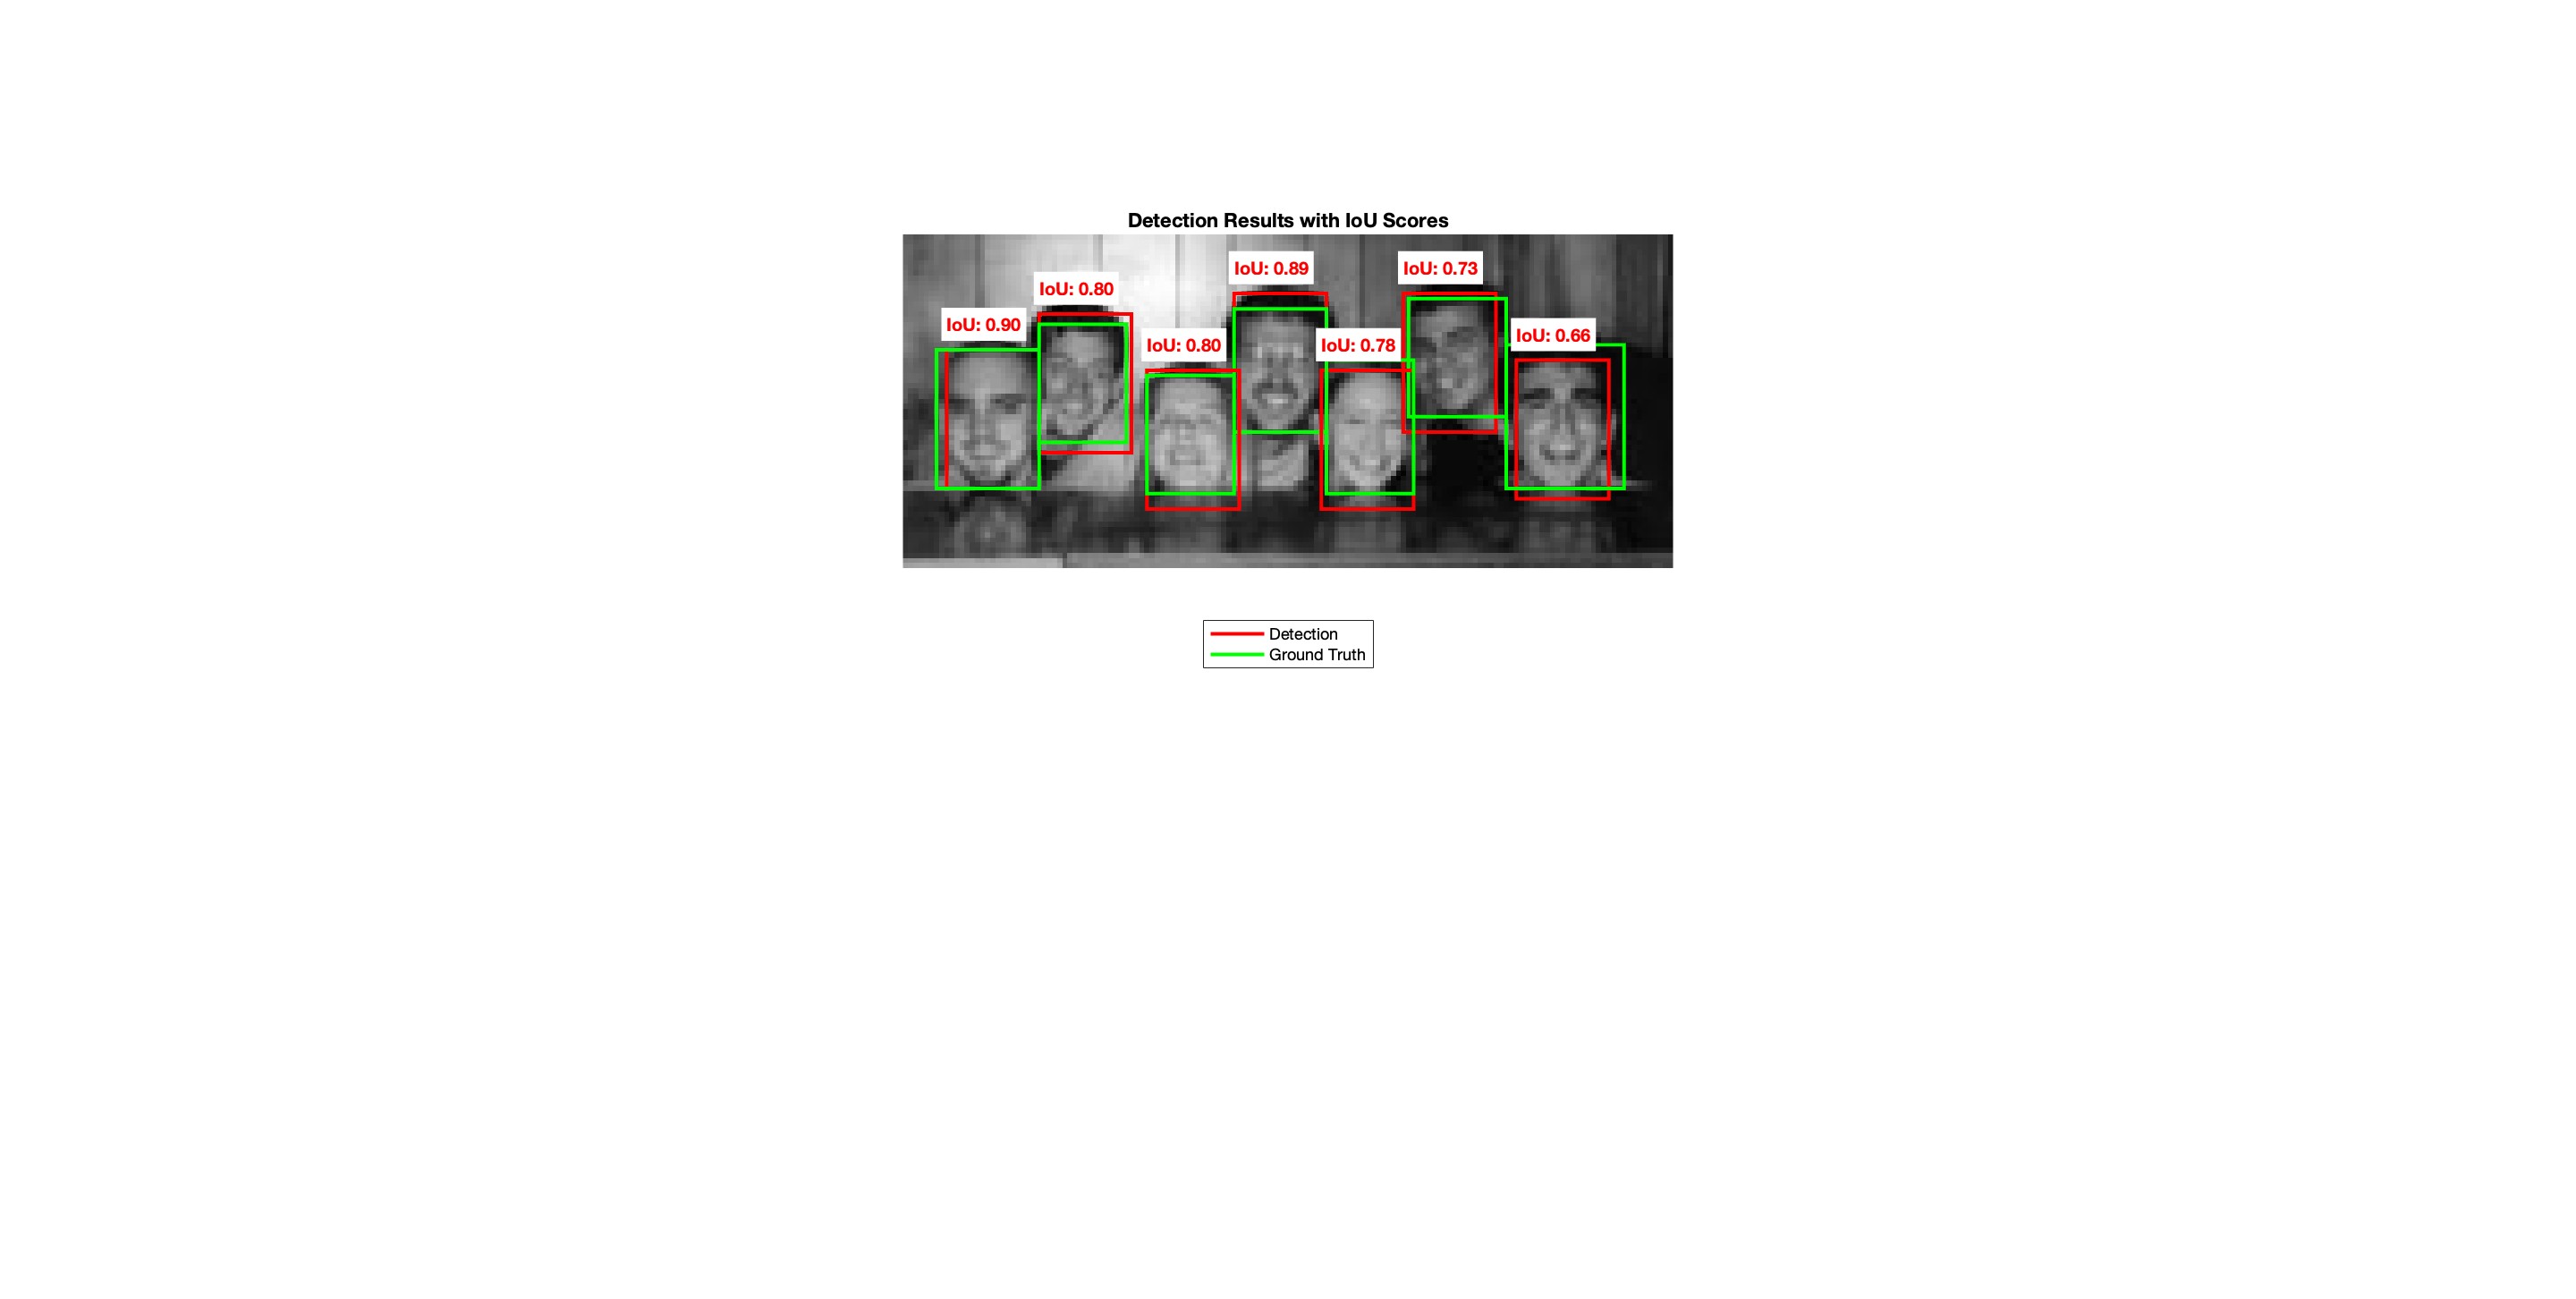 Detection Results with IoU Scores
IoU: 0.89
IoU: 0.73
IoU: 0.80
IoU: 0.90
IoU: 0.66
IoU: 0.80
IoU: 0.78
Detection
Ground Truth